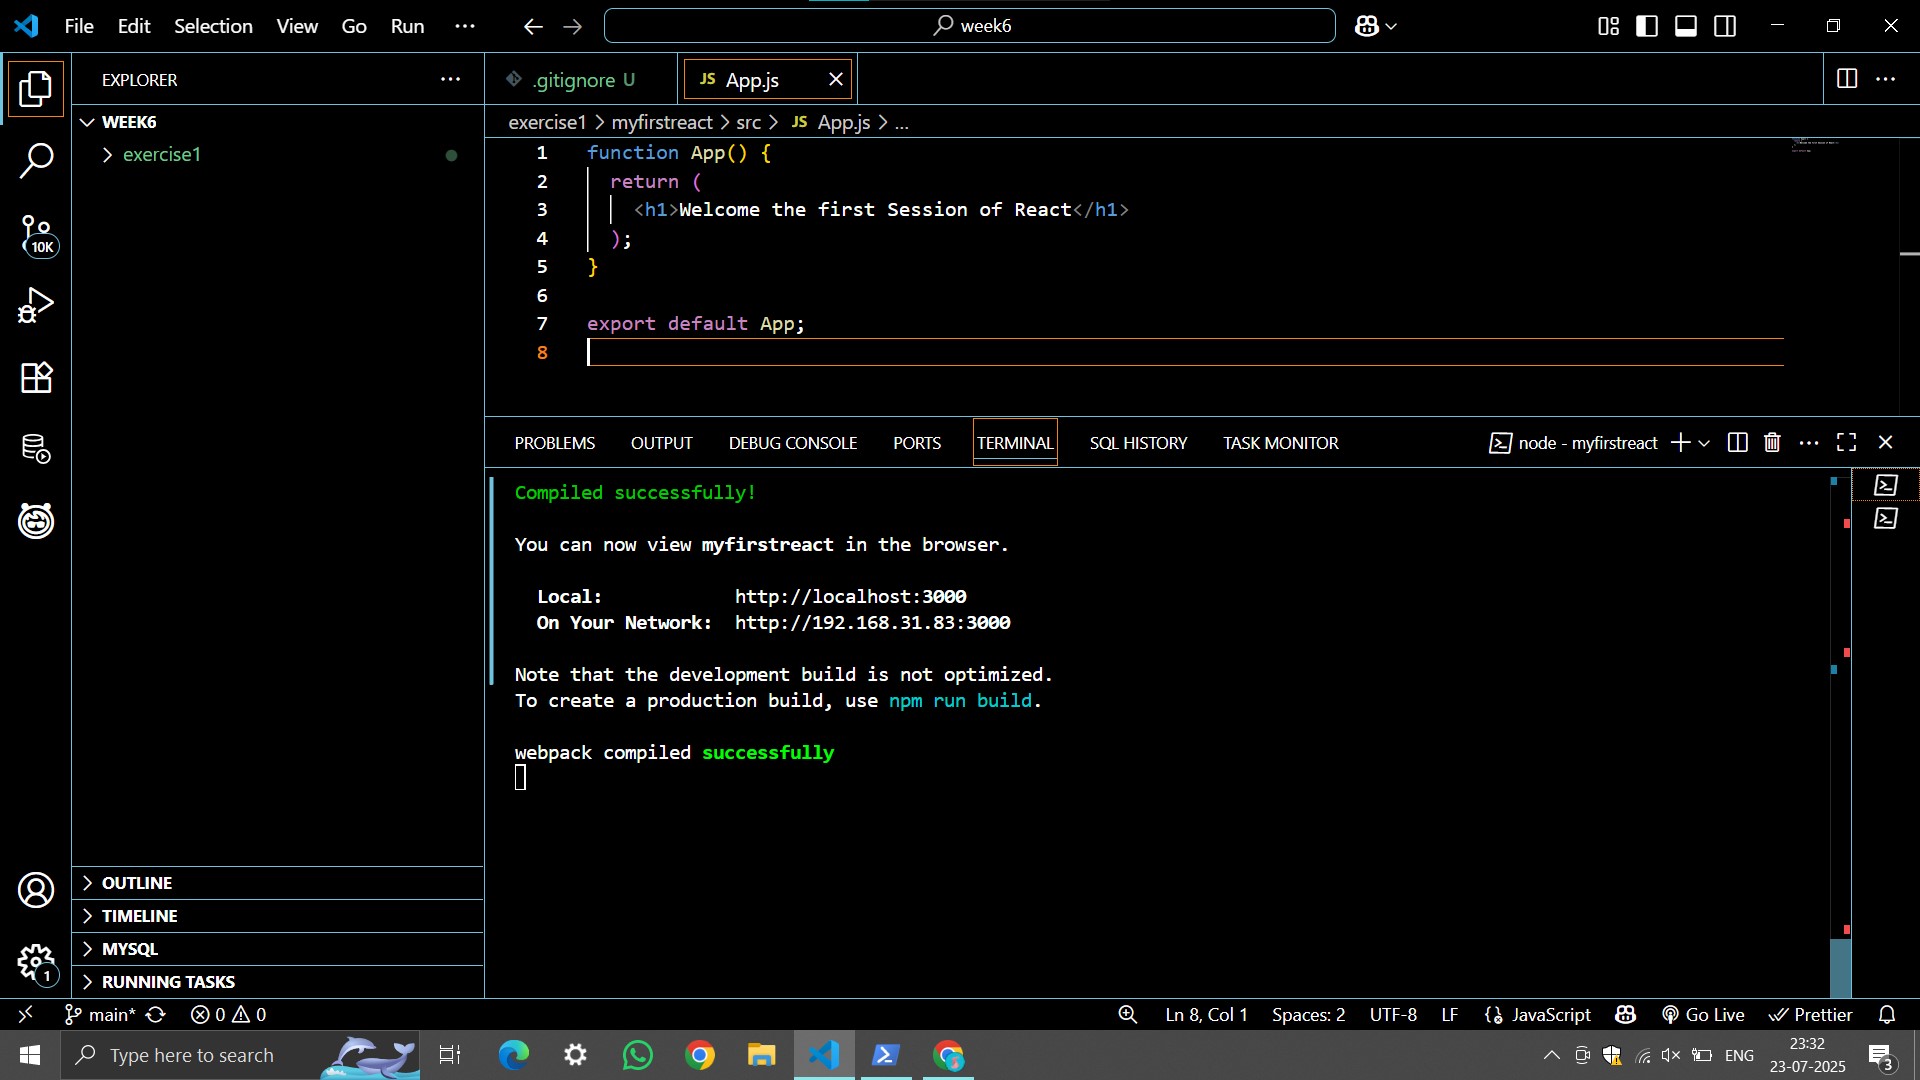 File Edit Selection View Go Run ··· week6
EXPLORER
WEEK6
exercise1
OUTLINE
TIMELINE
MYSQL
RUNNING TASKS
.gitignore U
JS App.js
exercise1 > myfirstreact > src > JS App.js > ...
1 function App() {
2 return (
3 <h1>Welcome the first Session of React</h1>
4 );
5 }
6
7 export default App;
8
PROBLEMS OUTPUT DEBUG CONSOLE PORTS TERMINAL SQL HISTORY TASK MONITOR node - myfirstreact
Compiled successfully!
You can now view myfirstreact in the browser.
Local: http://localhost:3000
On Your Network: http://192.168.31.83:3000
Note that the development build is not optimized.
To create a production build, use npm run build.
webpack compiled successfully
10K
1
main* 0 0 Ln 8, Col 1 Spaces: 2 UTF-8 LF JavaScript Go Live Prettier
Type here to search ENG 23:32
23-07-2025
3